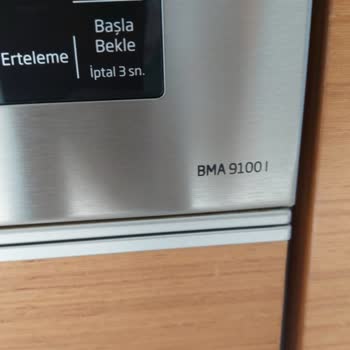 Erteleme
Başla
Bekle
İptal 3 sn.
BMA 9100 I